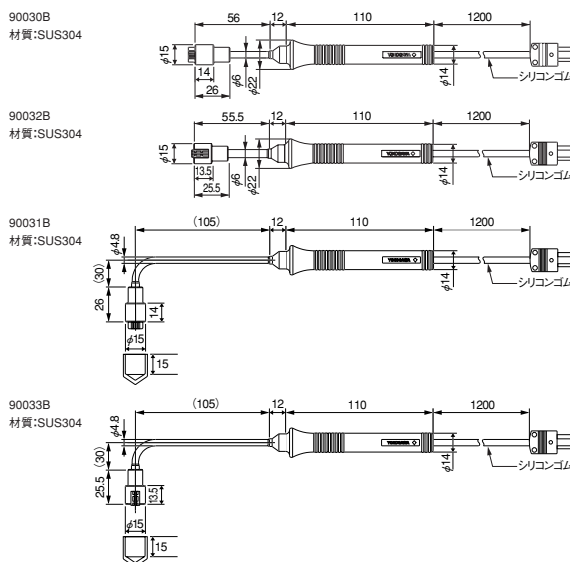 90030B
材質:SUS304
56
12
110
1200
φ15
14
26
φ6
φ22
YOKOGAWA
φ14
シリコンゴム
90032B
材質:SUS304
55.5
12
110
1200
φ15
13.5
25.5
φ6
φ22
YOKOGAWA
φ14
シリコンゴム
90031B
材質:SUS304
(105)
12
110
1200
φ4.8
(30)
26
14
φ15
15
YOKOGAWA
φ14
シリコンゴム
90033B
材質:SUS304
(105)
12
110
1200
φ4.8
(30)
25.5
13.5
φ15
15
YOKOGAWA
φ14
シリコンゴム